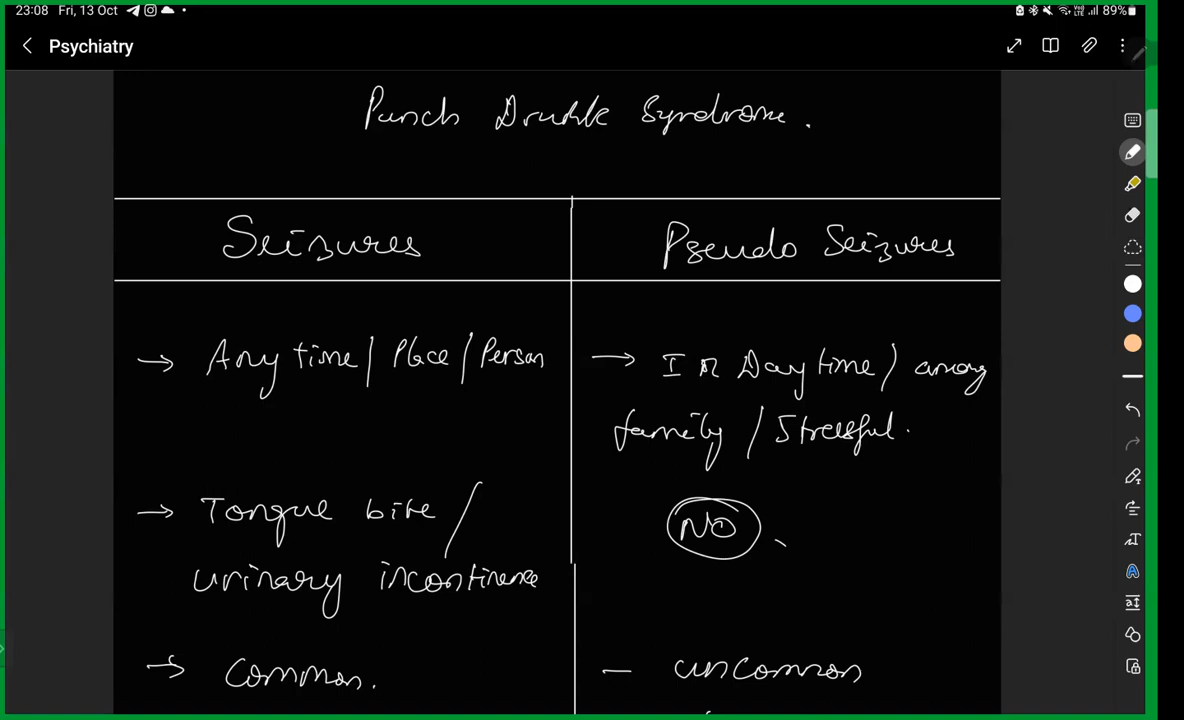 23:08 Fri, 13 Oct
89%
Psychiatry
Punch Drunk Syndrome.
Seizures
Pseudo Seizures
→ Any time / Place / Person
→ In Day time / among
family / Stressful.
→ Tongue bite /
urinary incontinence
NO
→ Common.
— uncommon